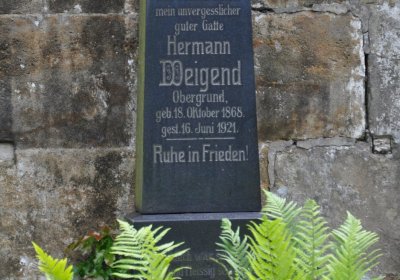 mein unvergesslicher
guter Gatte
Hermann
Weigend
Obergrund,
geb. 18. Oktober 1868.
gest. 16. Juni 1921.
Ruhe in Frieden!